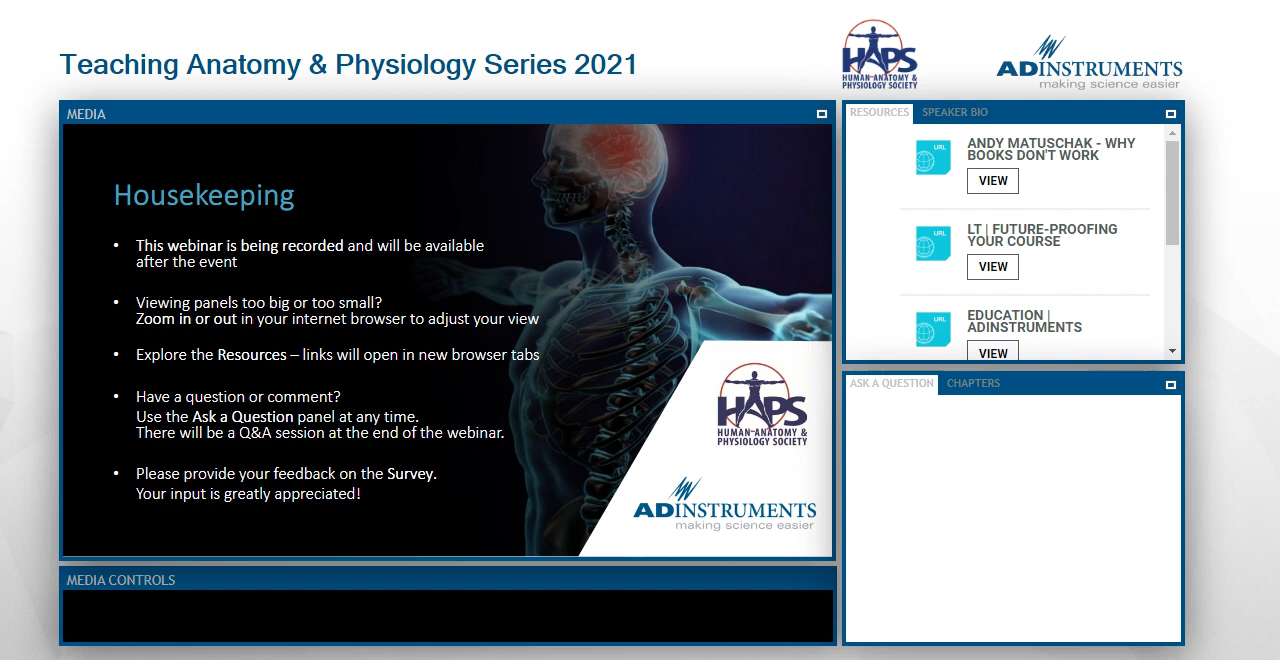 Teaching Anatomy & Physiology Series 2021
HAPS
HUMAN ANATOMY &
PHYSIOLOGY SOCIETY
ADINSTRUMENTS
making science easier
MEDIA
Housekeeping
• This webinar is being recorded and will be available
after the event
• Viewing panels too big or too small?
Zoom in or out in your internet browser to adjust your view
• Explore the Resources – links will open in new browser tabs
• Have a question or comment?
Use the Ask a Question panel at any time.
There will be a Q&A session at the end of the webinar.
• Please provide your feedback on the Survey.
Your input is greatly appreciated!
HAPS
HUMAN ANATOMY &
PHYSIOLOGY SOCIETY
ADINSTRUMENTS
making science easier
MEDIA CONTROLS
RESOURCES SPEAKER BIO
URL
ANDY MATUSCHAK - WHY
BOOKS DON'T WORK
VIEW
URL
LT | FUTURE-PROOFING
YOUR COURSE
VIEW
URL
EDUCATION |
ADINSTRUMENTS
VIEW
ASK A QUESTION CHAPTERS